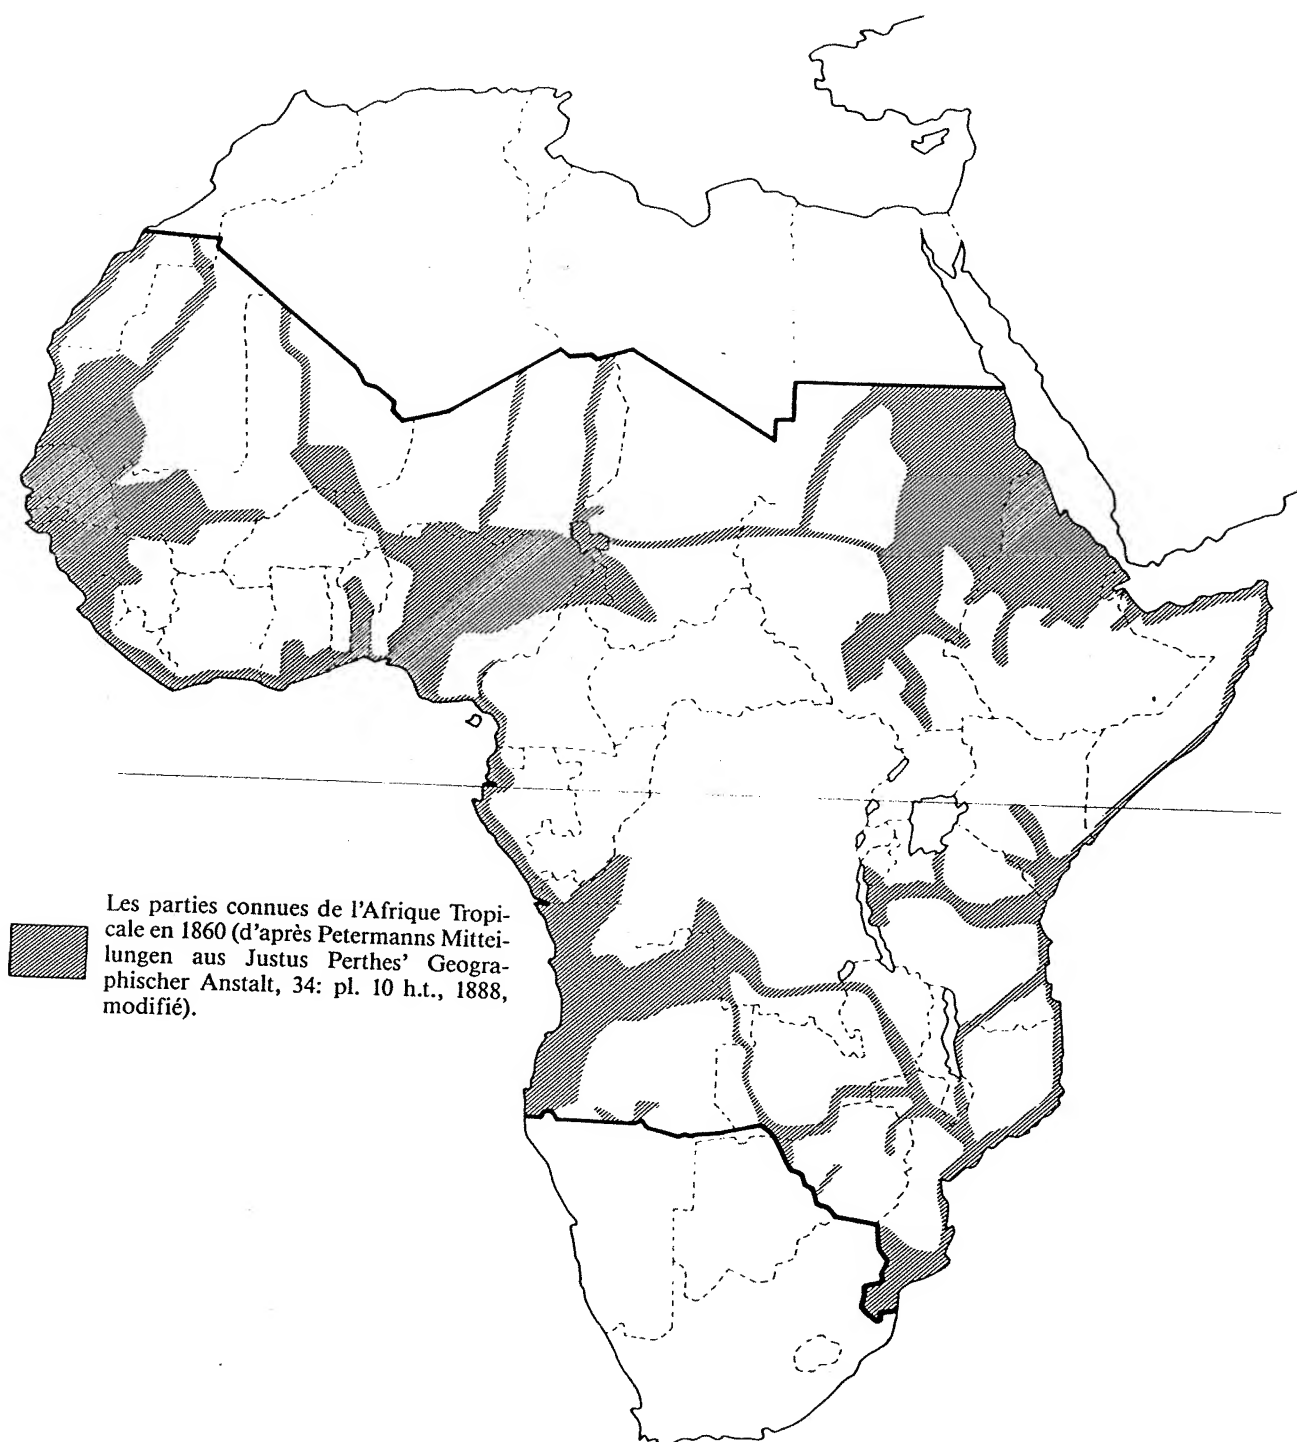 Les parties connues de l'Afrique Tropi-
cale en 1860 (d'après Petermanns Mittei-
lungen aus Justus Perthes' Geogra-
phischer Anstalt, 34: pl. 10 h.t., 1888,
modifié).